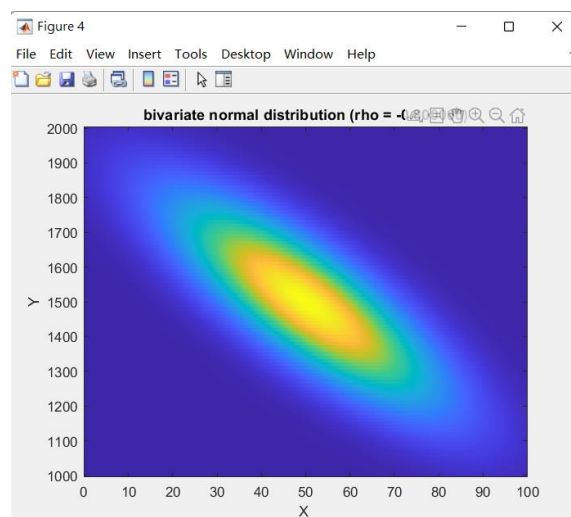 Figure 4
File Edit View Insert Tools Desktop Window Help
bivariate normal distribution (rho = -0
2000
1900
1800
1700
1600
1500
1400
1300
1200
1100
1000
Y
0 10 20 30 40 50 60 70 80 90 100
X